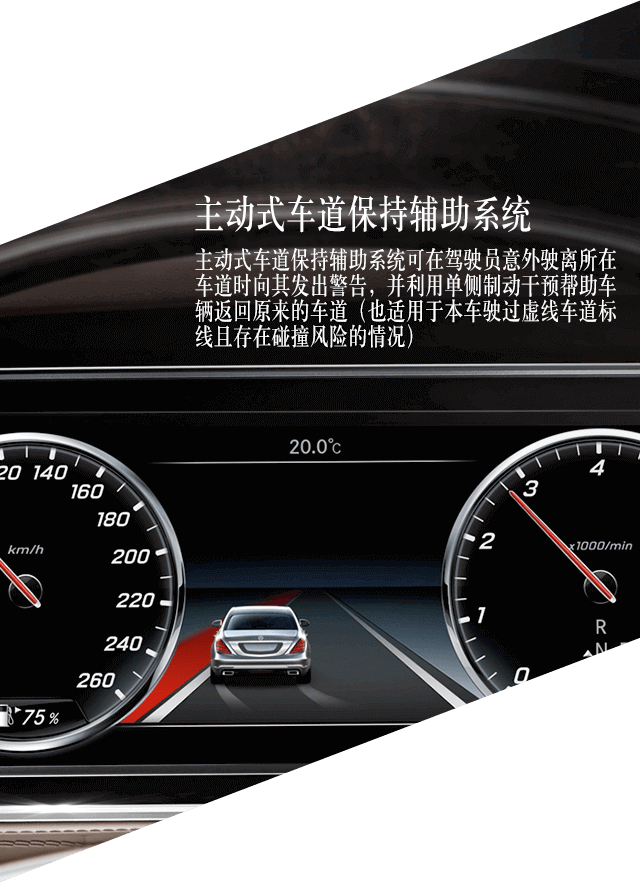 主动式车道保持辅助系统
主动式车道保持辅助系统可在驾驶员意外驶离所在
车道时向其发出警告，并利用单侧制动干预帮助车
辆返回原来的车道（也适用于本车驶过虚线车道标
线且存在碰撞风险的情况）
20.0°C
20 140
160
180
200
220
240
260
km/h
75%
4
3
2
1
0
x1000/min
R
N